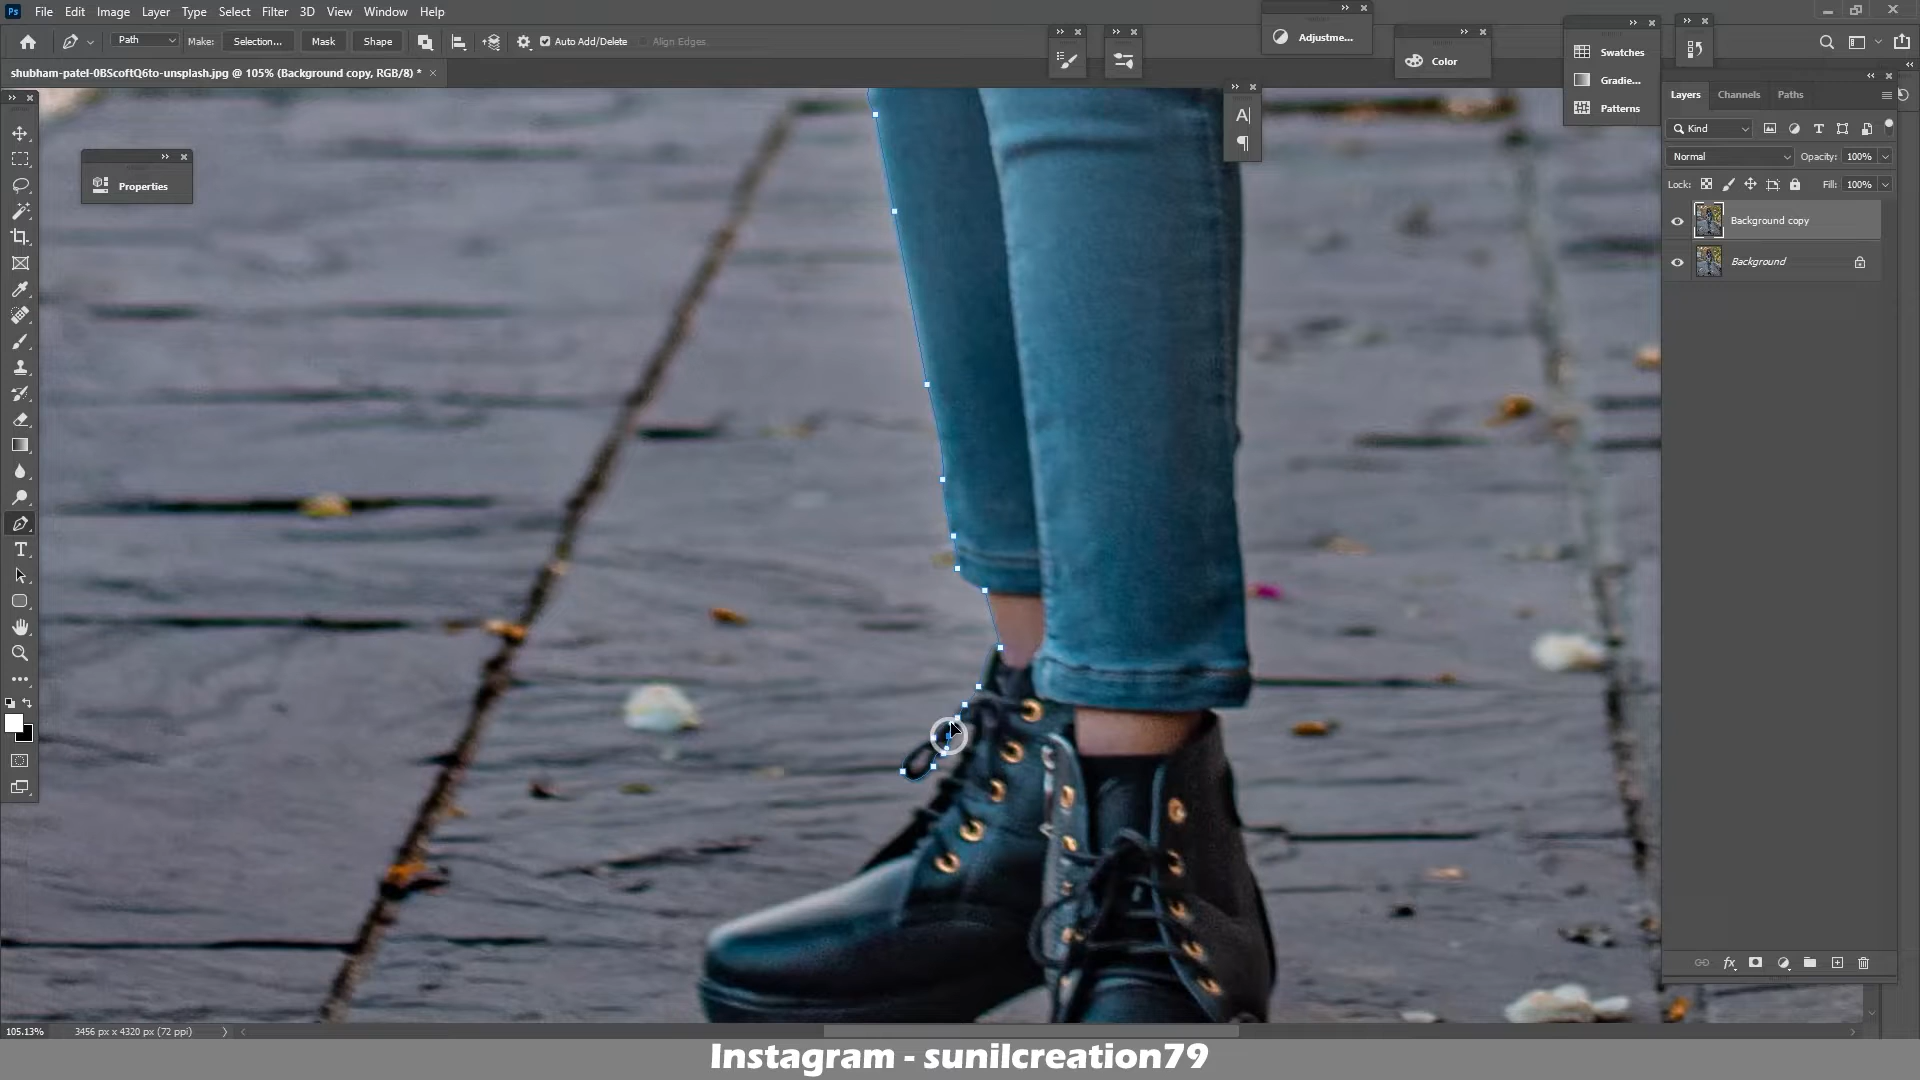 Ps File Edit Image Layer Type Select Filter 3D View Window Help
Path Make: Selection... Mask Shape Auto Add/Delete Align Edges
Adjustme...
Color
Swatches
Gradie...
Patterns
shubham-patel-0BScoftQ6to-unsplash.jpg @ 105% (Background copy, RGB/8) *
Properties
Layers Channels Paths
Kind
Normal Opacity: 100%
Lock: Fill: 100%
Background copy
Background
105.13% 3456 px x 4320 px (72 ppi)
Instagram - sunilcreation79